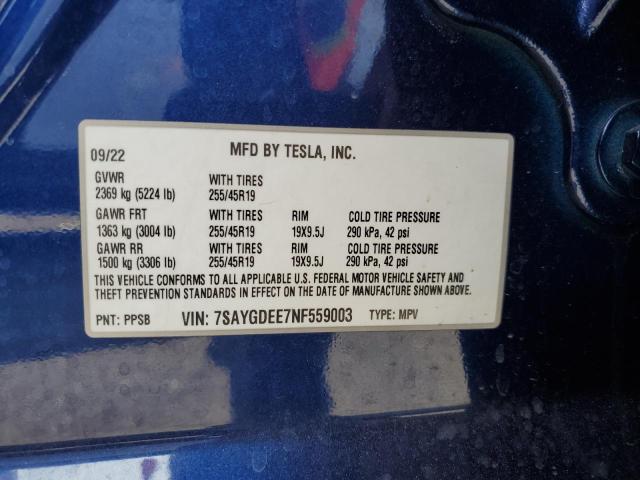 09/22 MFD BY TESLA, INC.
GVWR WITH TIRES
2369 kg (5224 lb) 255/45R19
GAWR FRT WITH TIRES RIM COLD TIRE PRESSURE
1363 kg (3004 lb) 255/45R19 19X9.5J 290 kPa, 42 psi
GAWR RR WITH TIRES RIM COLD TIRE PRESSURE
1500 kg (3306 lb) 255/45R19 19X9.5J 290 kPa, 42 psi
THIS VEHICLE CONFORMS TO ALL APPLICABLE U.S. FEDERAL MOTOR VEHICLE SAFETY AND
THEFT PREVENTION STANDARDS IN EFFECT ON THE DATE OF MANUFACTURE SHOWN ABOVE.
PNT: PPSB VIN: 7SAYGDEE7NF559003 TYPE: MPV